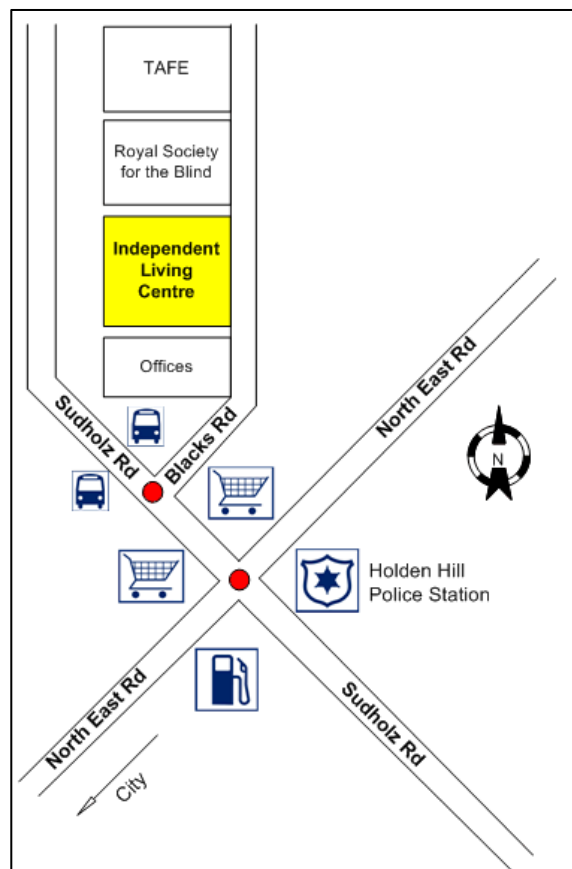 TAFE
Royal Society
for the Blind
Independent
Living
Centre
Offices
North East Rd
Sudholz Rd
Blacks Rd
N
Holden Hill
Police Station
North East Rd
Sudholz Rd
City